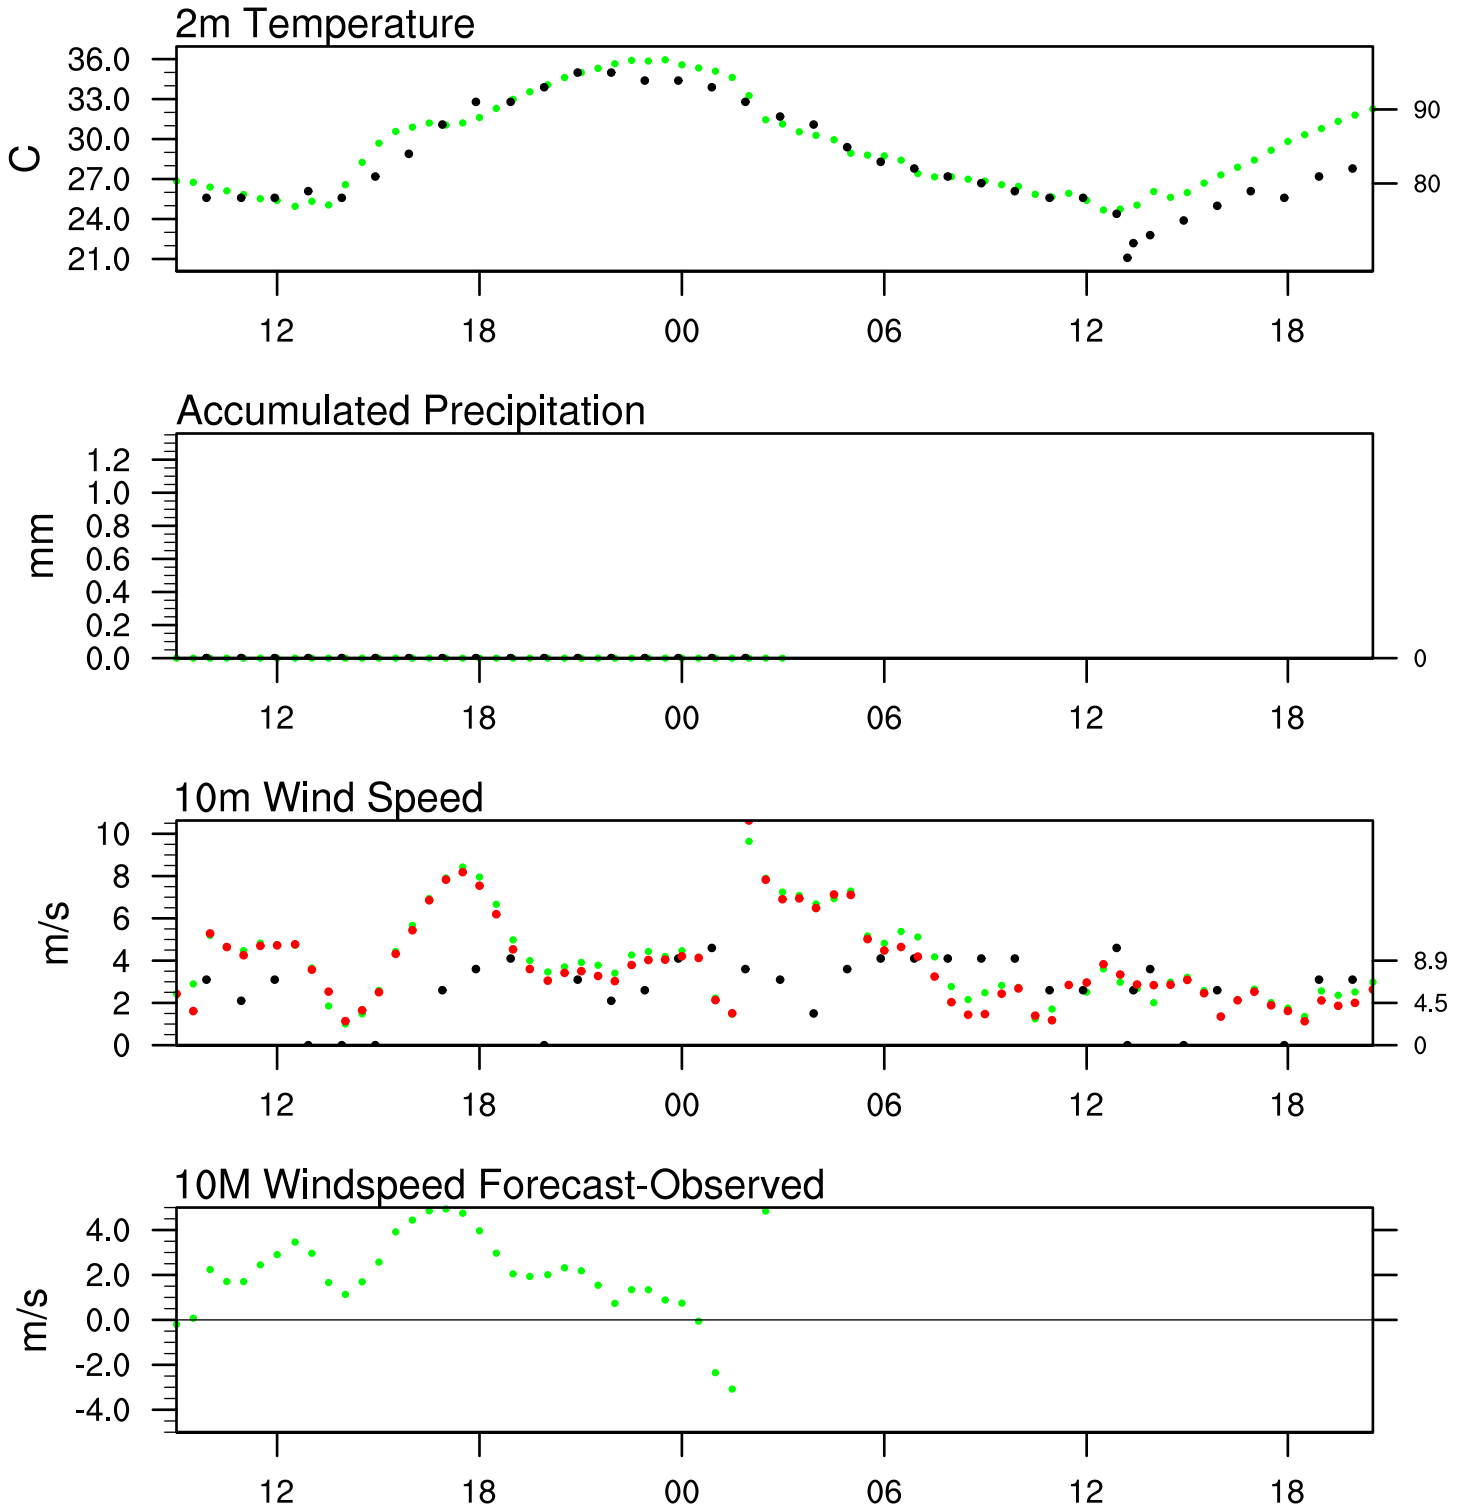 2m Temperature
36.0
33.0
30.0
27.0
24.0
21.0
C
90
80
12 18 00 06 12 18
Accumulated Precipitation
1.2
1.0
0.8
0.6
0.4
0.2
0.0
mm
0
12 18 00 06 12 18
10m Wind Speed
10
8
6
4
2
0
m/s
8.9
4.5
0
12 18 00 06 12 18
10M Windspeed Forecast-Observed
4.0
2.0
0.0
-2.0
-4.0
m/s
12 18 00 06 12 18